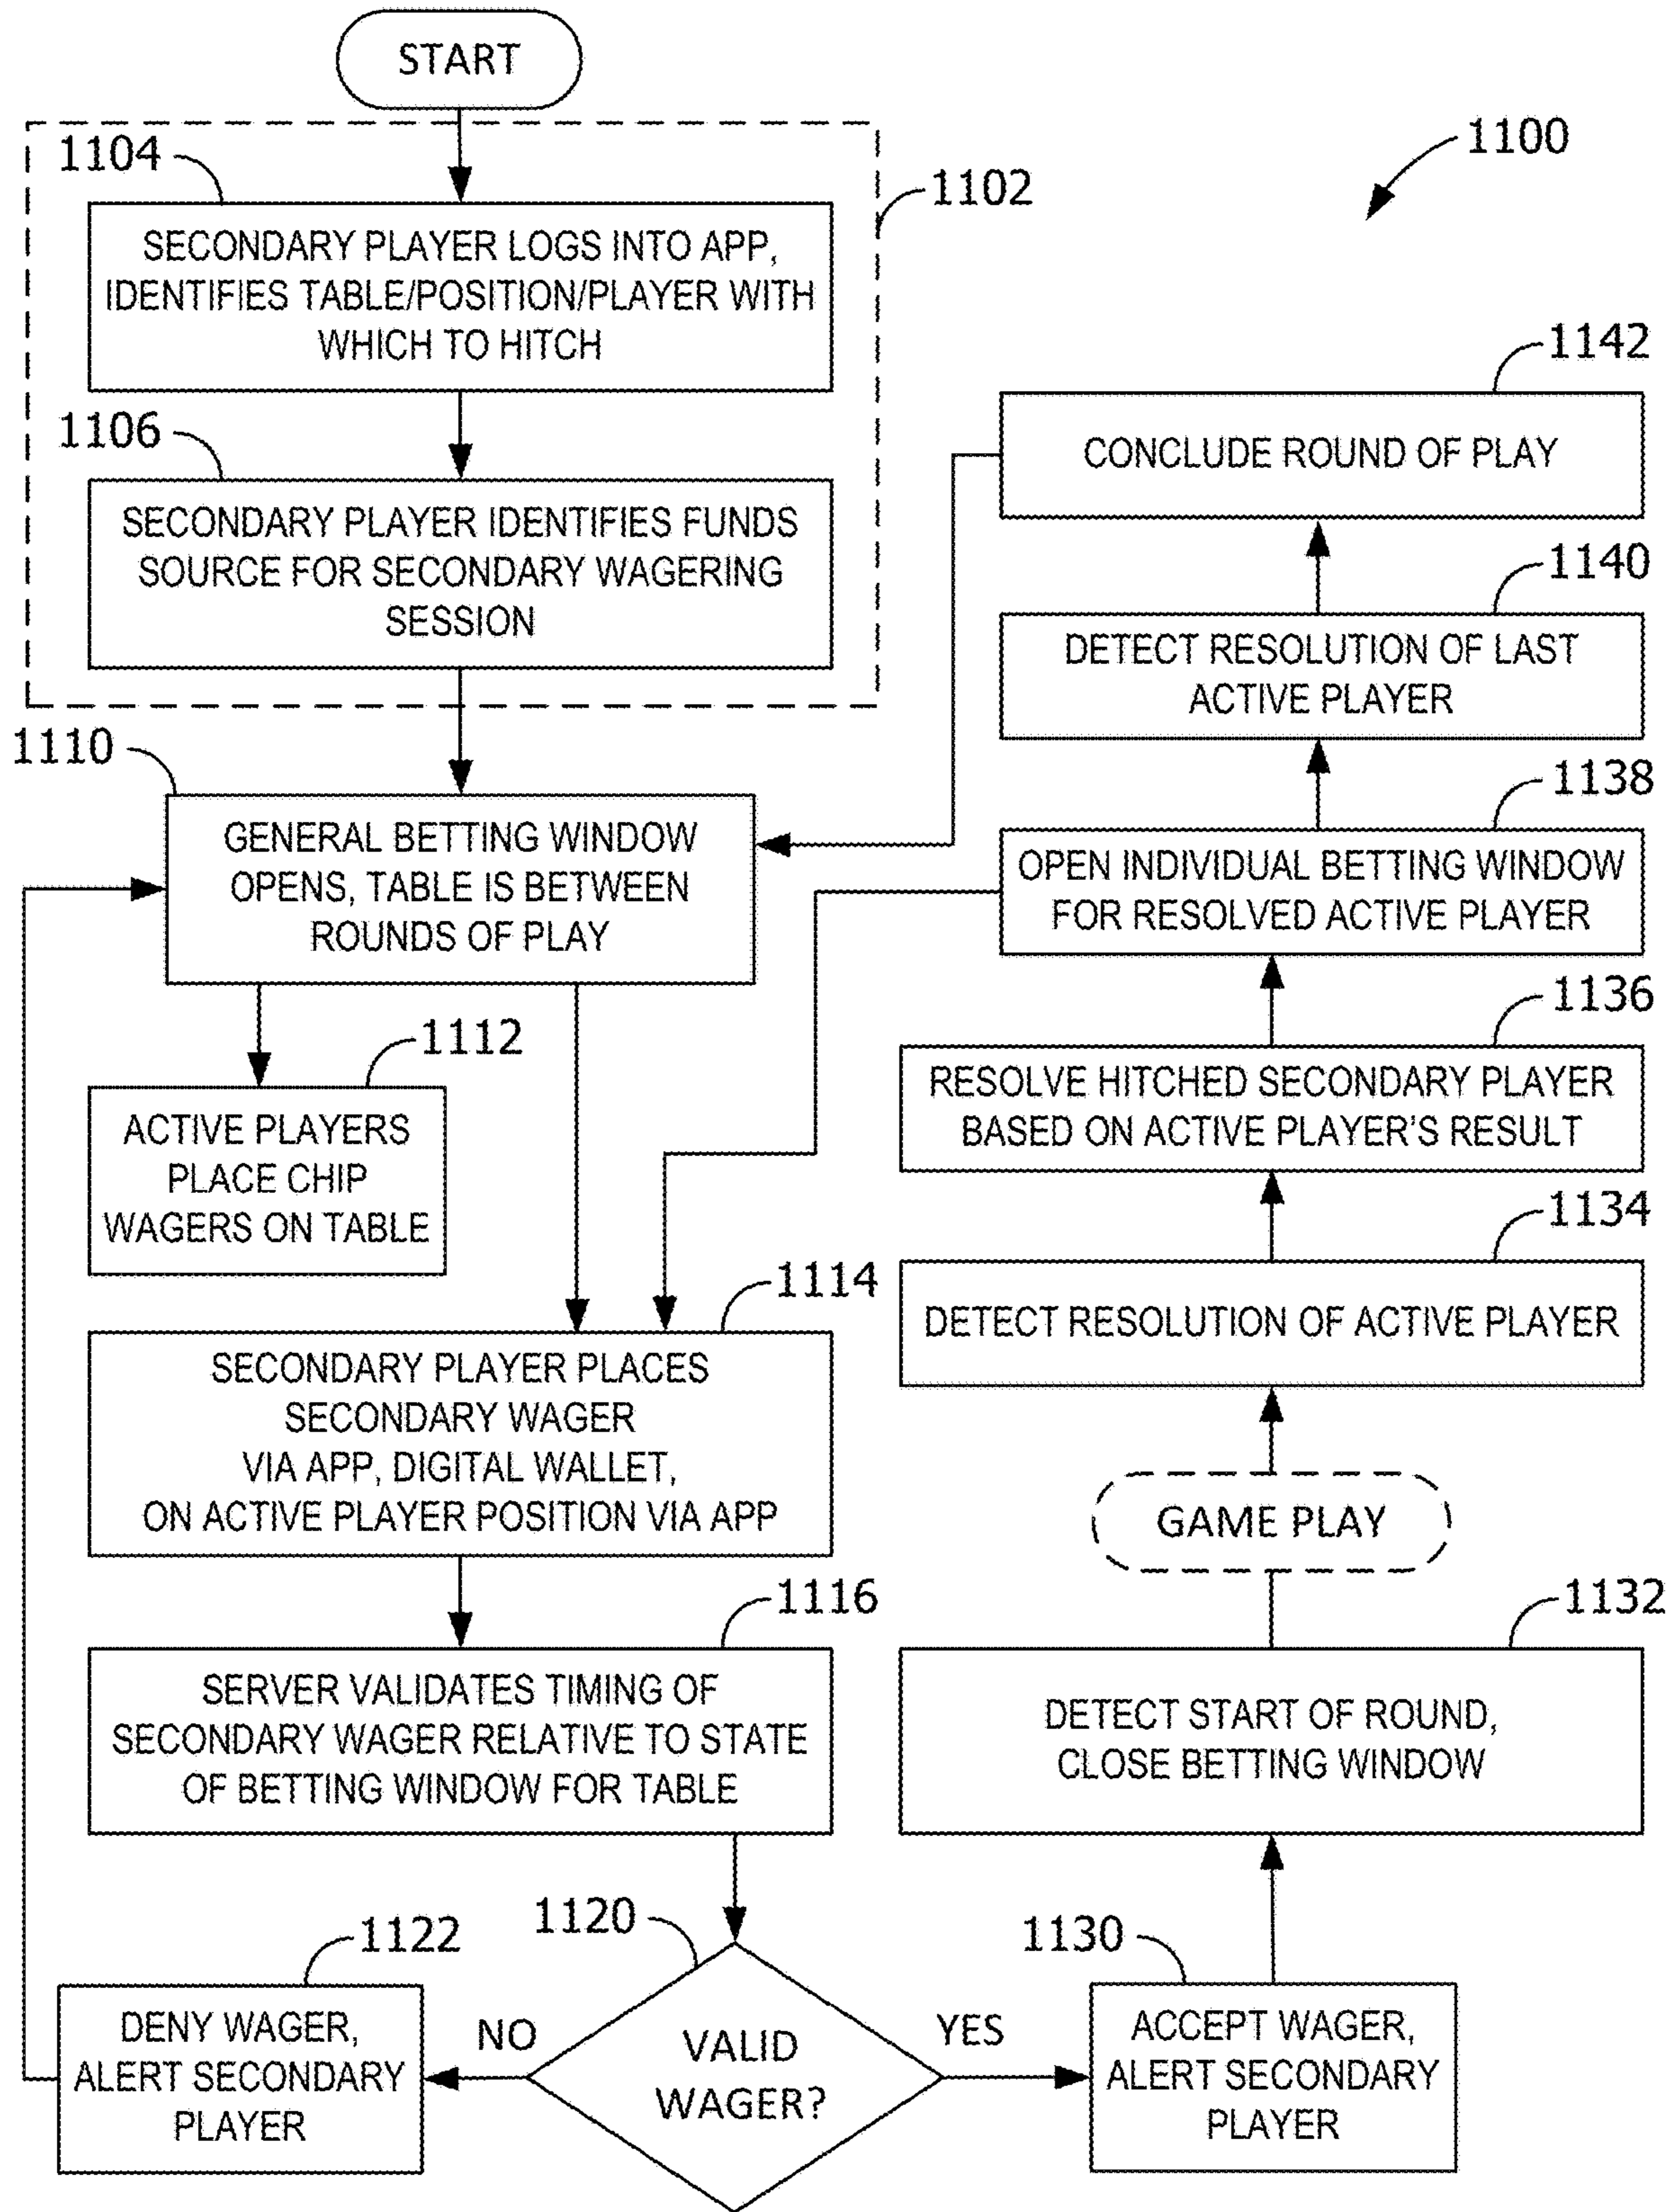 START
1100
1102
1104
SECONDARY PLAYER LOGS INTO APP,
IDENTIFIES TABLE/POSITION/PLAYER WITH
WHICH TO HITCH
1106
SECONDARY PLAYER IDENTIFIES FUNDS
SOURCE FOR SECONDARY WAGERING
SESSION
1110
GENERAL BETTING WINDOW
OPENS, TABLE IS BETWEEN
ROUNDS OF PLAY
1112
ACTIVE PLAYERS
PLACE CHIP
WAGERS ON TABLE
1114
SECONDARY PLAYER PLACES
SECONDARY WAGER
VIA APP, DIGITAL WALLET,
ON ACTIVE PLAYER POSITION VIA APP
1116
SERVER VALIDATES TIMING OF
SECONDARY WAGER RELATIVE TO STATE
OF BETTING WINDOW FOR TABLE
1120
VALID
WAGER?
NO
1122
DENY WAGER,
ALERT SECONDARY
PLAYER
YES
1130
ACCEPT WAGER,
ALERT SECONDARY
PLAYER
1132
DETECT START OF ROUND,
CLOSE BETTING WINDOW
GAME PLAY
1134
DETECT RESOLUTION OF ACTIVE PLAYER
1136
RESOLVE HITCHED SECONDARY PLAYER
BASED ON ACTIVE PLAYER'S RESULT
1138
OPEN INDIVIDUAL BETTING WINDOW
FOR RESOLVED ACTIVE PLAYER
1140
DETECT RESOLUTION OF LAST
ACTIVE PLAYER
1142
CONCLUDE ROUND OF PLAY